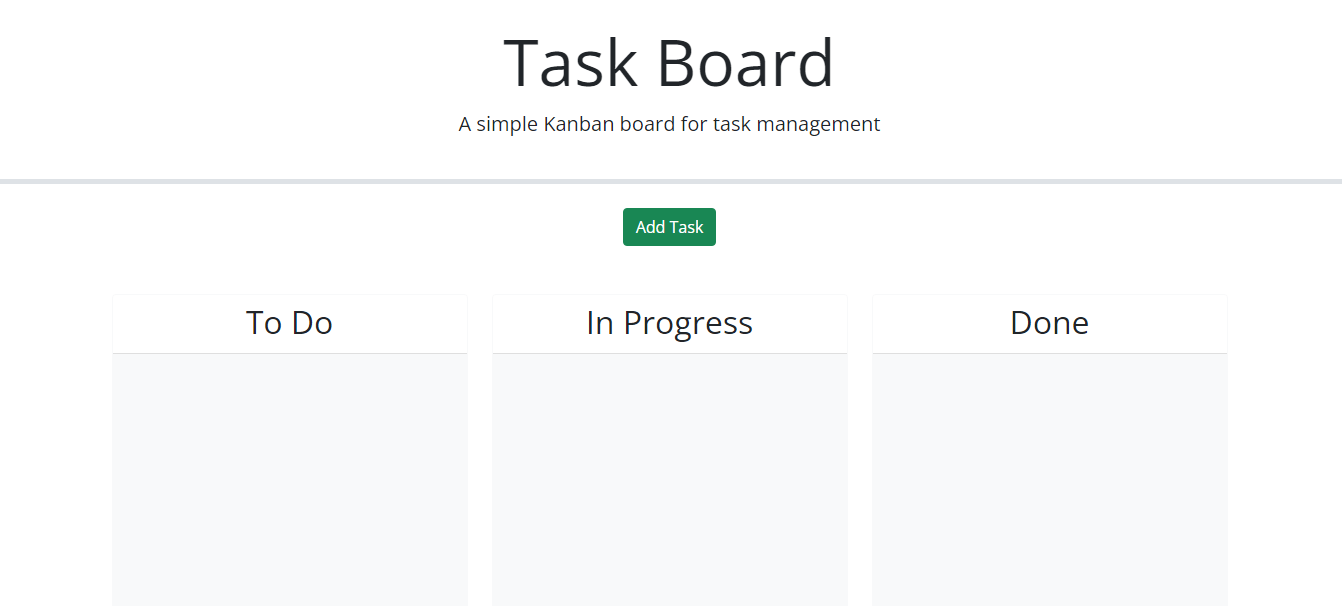 Task Board
A simple Kanban board for task management
Add Task
To Do
In Progress
Done